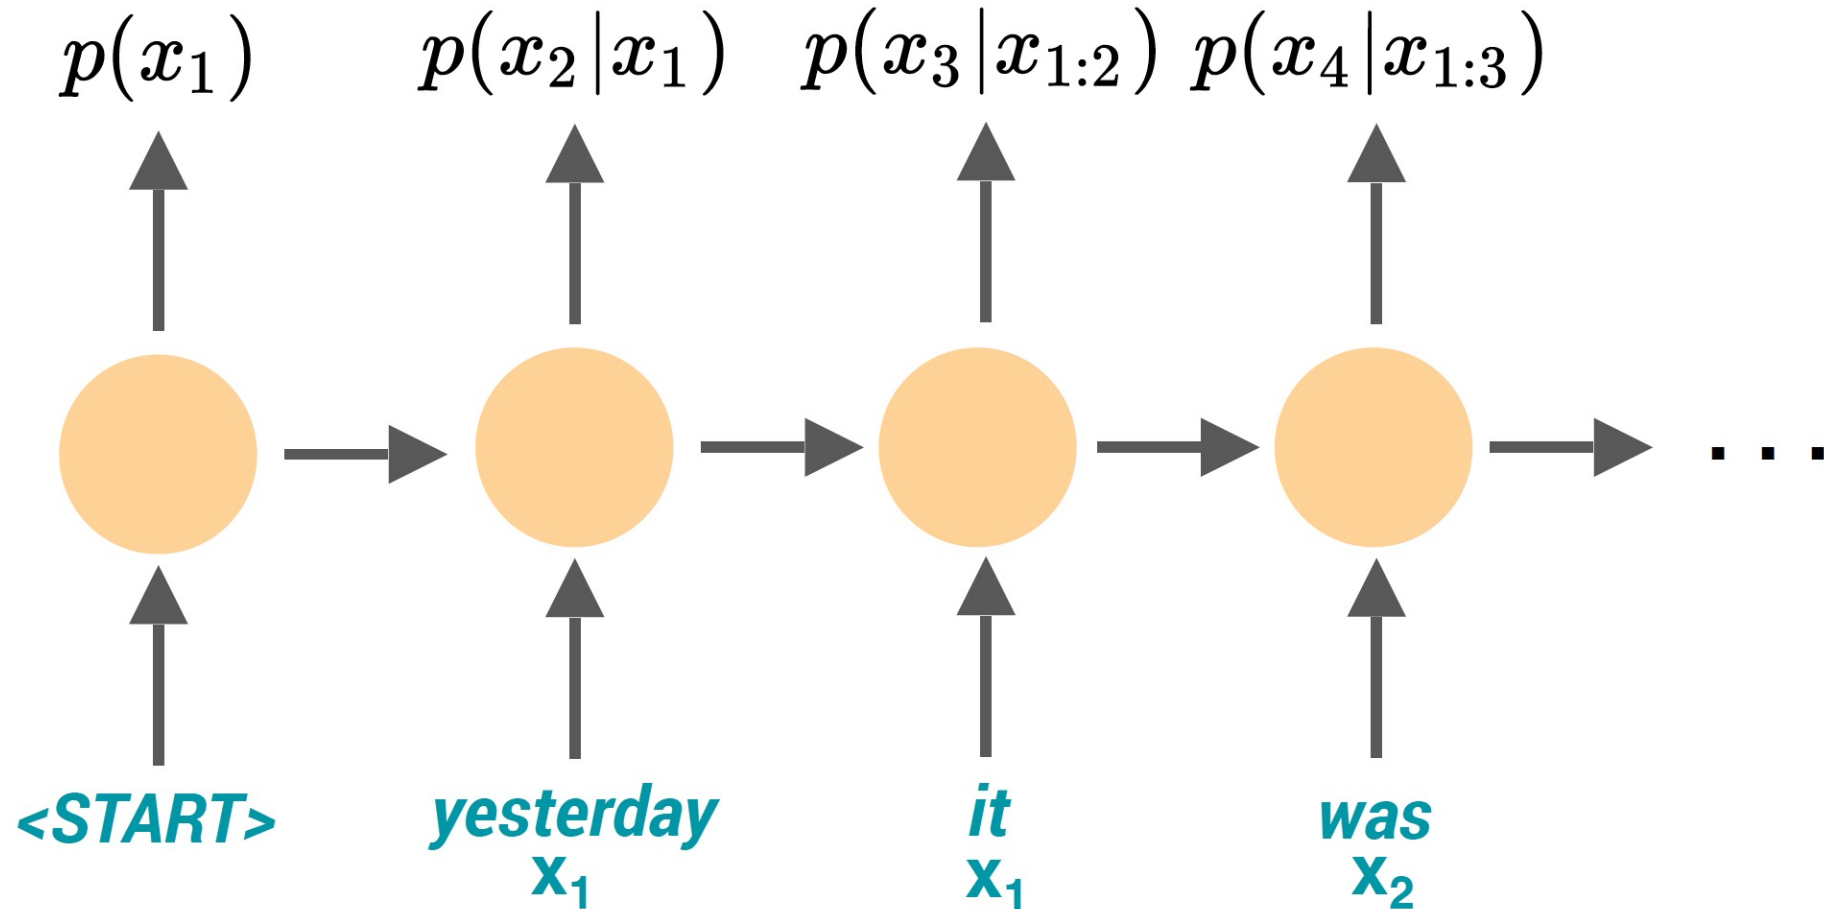 p(x₁) p(x₂|x₁) p(x₃|x₁:₂) p(x₄|x₁:₃)
. . .
<START> yesterday it was
x₁ x₁ x₂